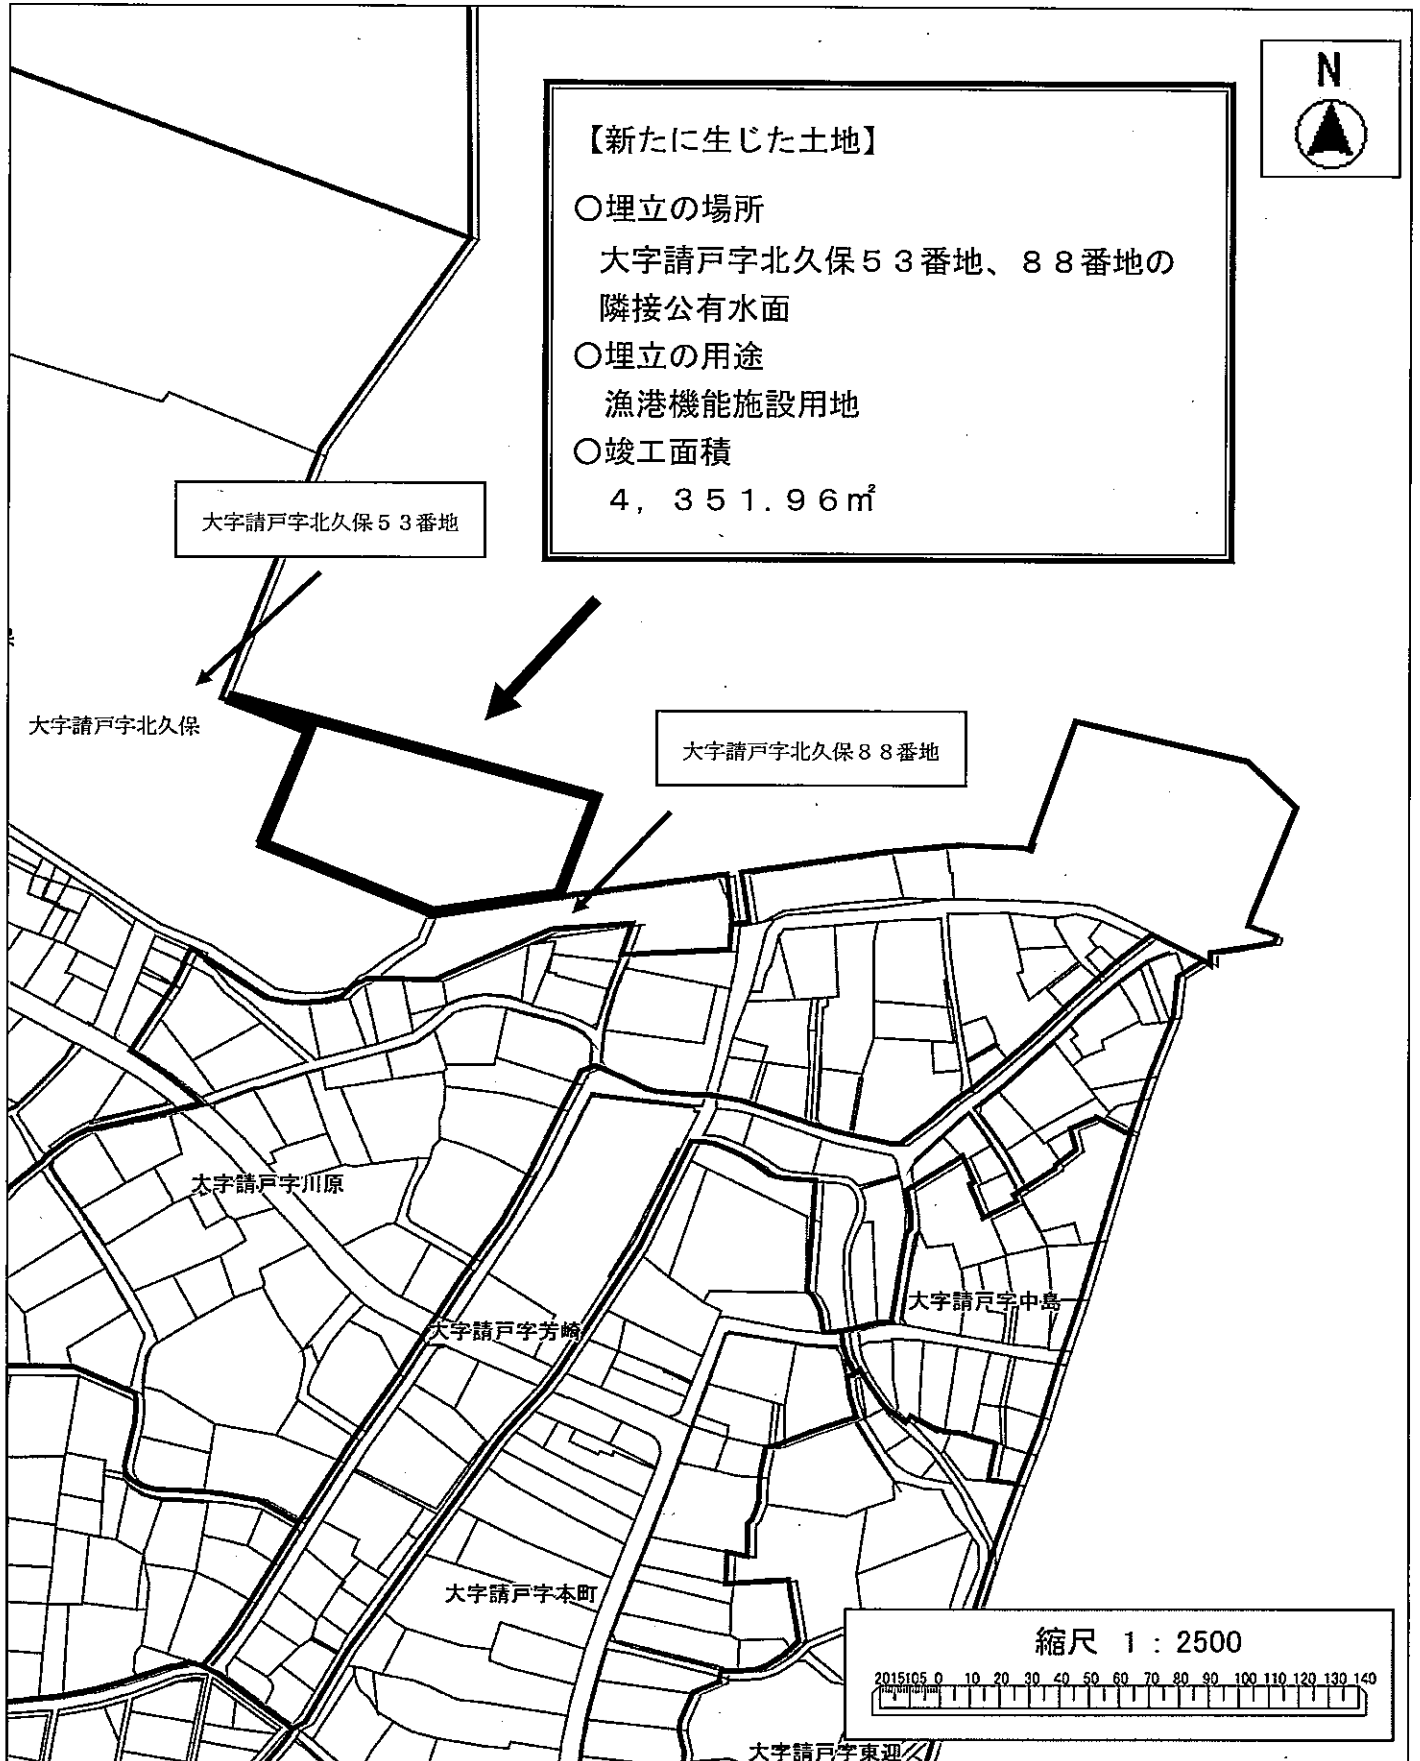 N
【新たに生じた土地】
○埋立の場所
大字請戸字北久保５３番地、８８番地の
隣接公有水面
○埋立の用途
漁港機能施設用地
○竣工面積
４，３５１．９６㎡
大字請戸字北久保５３番地
大字請戸字北久保
大字請戸字北久保８８番地
大字請戸字川原
大字請戸字中島
大字請戸字芳崎
大字請戸字本町
縮尺 1：2500
20 15 10 5 0 10 20 30 40 50 60 70 80 90 100 110 120 130 140
大字請戸字東迎